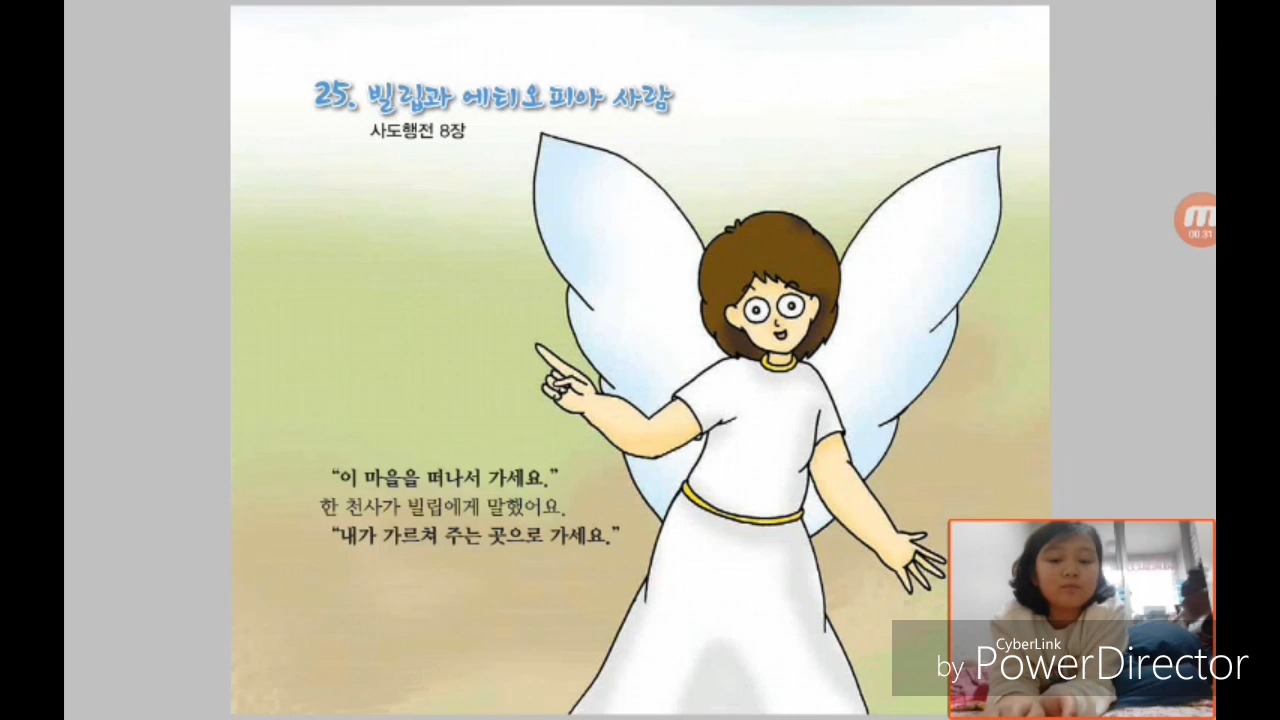 25. 빌립과 에티오피아 사람
사도행전 8장
“이 마을을 떠나서 가세요.”
한 천사가 빌립에게 말했어요.
“내가 가르쳐 주는 곳으로 가세요.”
00:31
CyberLink
by PowerDirector